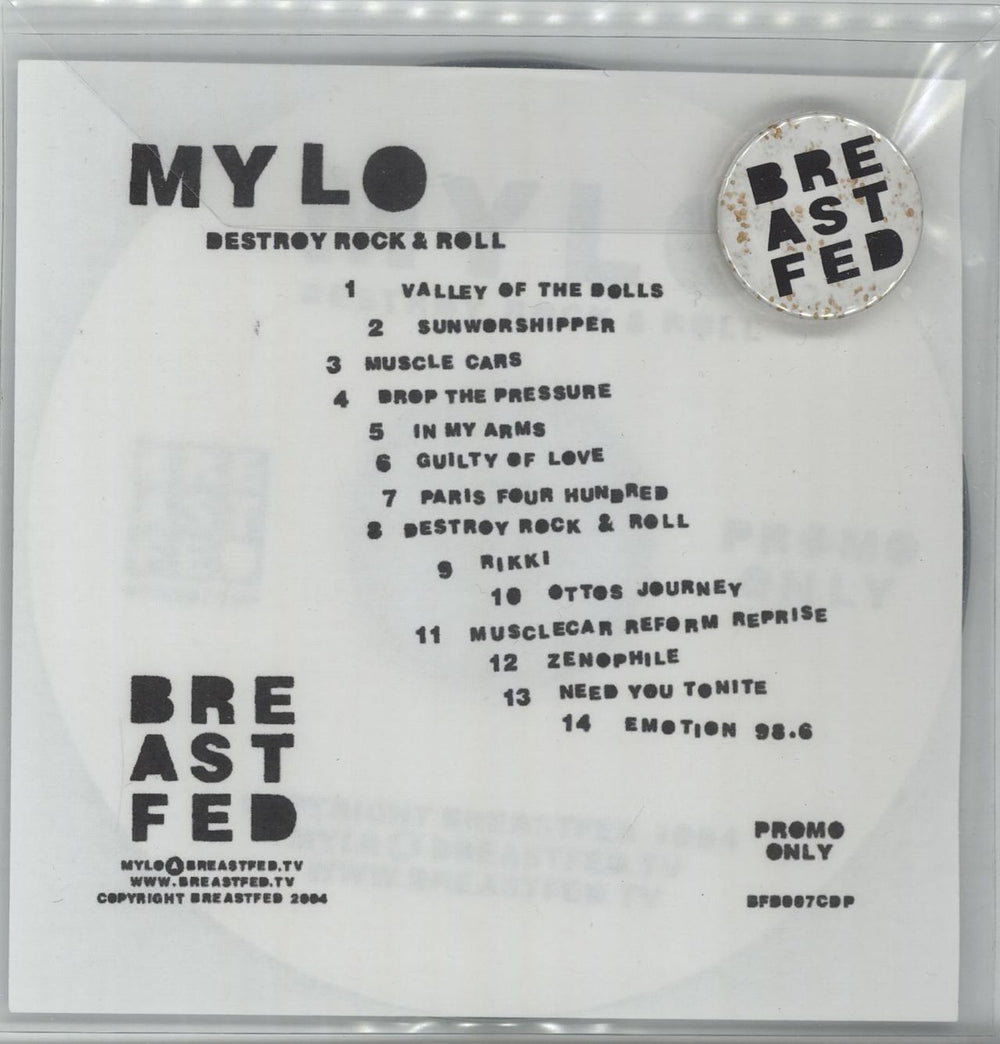 MYLO
DESTROY ROCK & ROLL
BRE
AST
FED
1 VALLEY OF THE DOLLS
2 SUNWORSHIPPER
3 MUSCLE CARS
4 DROP THE PRESSURE
5 IN MY ARMS
6 GUILTY OF LOVE
7 PARIS FOUR HUNDRED
8 DESTROY ROCK & ROLL
9 RIKKI
10 OTTOS JOURNEY
11 MUSCLECAR REFORM REPRISE
12 ZENOPHILE
13 NEED YOU TONITE
14 EMOTION 98.6
BRE
AST
FED
MYLO@BREASTFED.TV
WWW.BREASTFED.TV
COPYRIGHT BREASTFED 2004
PROMO
ONLY
BFD007CDP